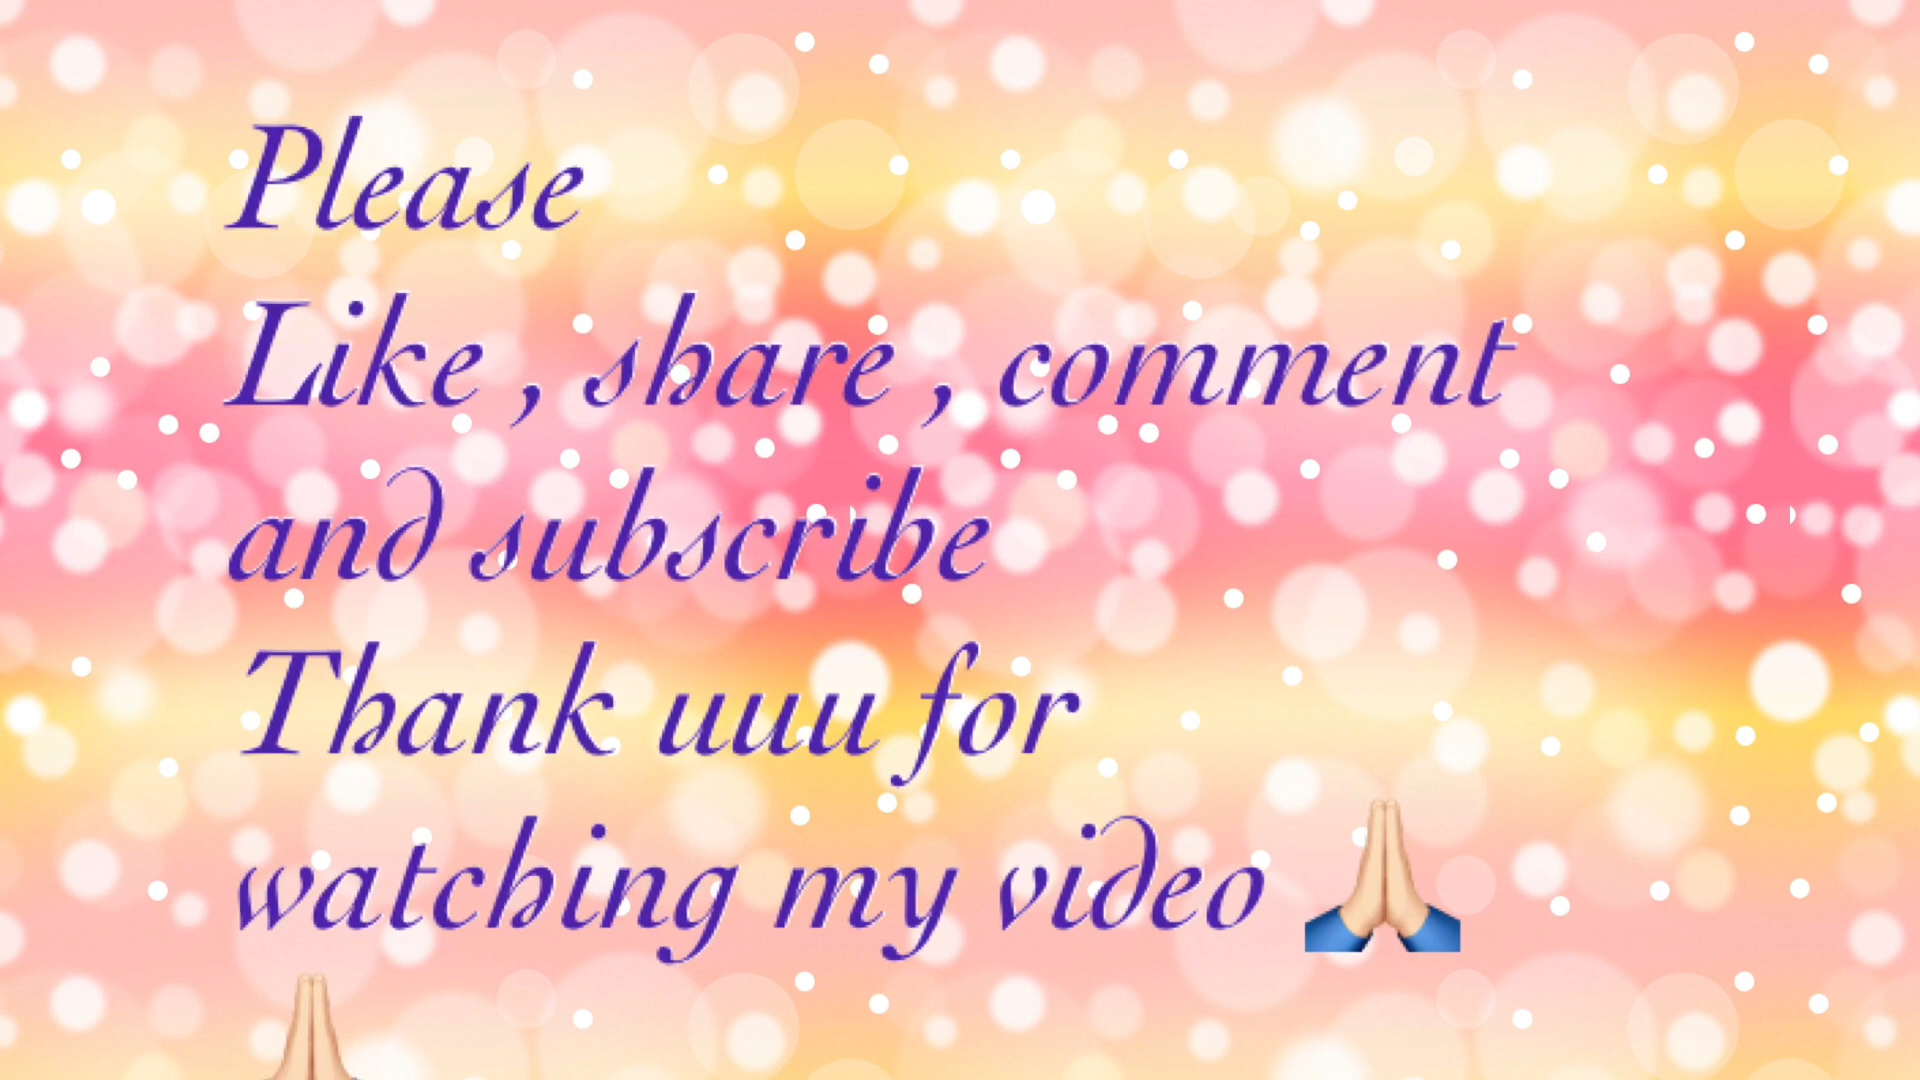 Please
Like , share , comment
and subscribe
Thank uuu for
watching my video 🙏🏻
🙏🏻